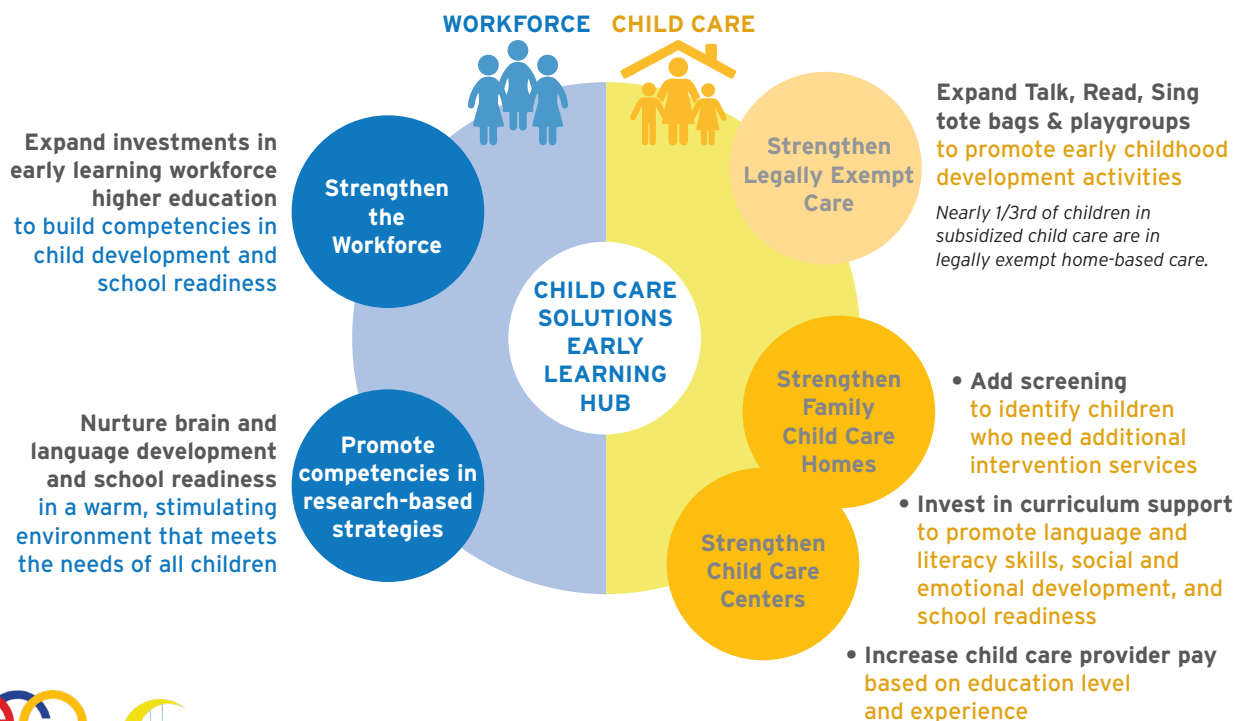 WORKFORCE
CHILD CARE
Expand investments in
early learning workforce
higher education
to build competencies in
child development and
school readiness
Strengthen
the
Workforce
Nurture brain and
language development
and school readiness
in a warm, stimulating
environment that meets
the needs of all children
Promote
competencies in
research-based
strategies
CHILD CARE
SOLUTIONS
EARLY
LEARNING
HUB
Strengthen
Legally Exempt
Care
Expand Talk, Read, Sing
tote bags & playgroups
to promote early childhood
development activities
Nearly 1/3rd of children in
subsidized child care are in
legally exempt home-based care.
Strengthen
Family
Child Care
Homes
Strengthen
Child Care
Centers
• Add screening
to identify children
who need additional
intervention services
• Invest in curriculum support
to promote language and
literacy skills, social and
emotional development, and
school readiness
• Increase child care provider pay
based on education level
and experience